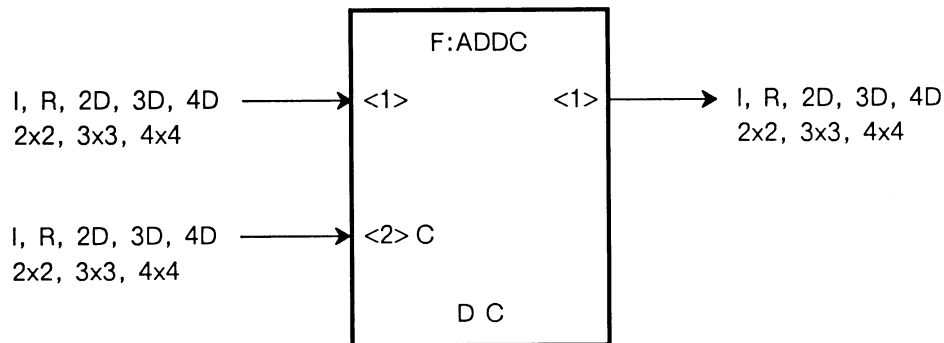 F:ADDC
I, R, 2D, 3D, 4D
2x2, 3x3, 4x4
<1>
<1>
I, R, 2D, 3D, 4D
2x2, 3x3, 4x4
I, R, 2D, 3D, 4D
2x2, 3x3, 4x4
<2> C
D C